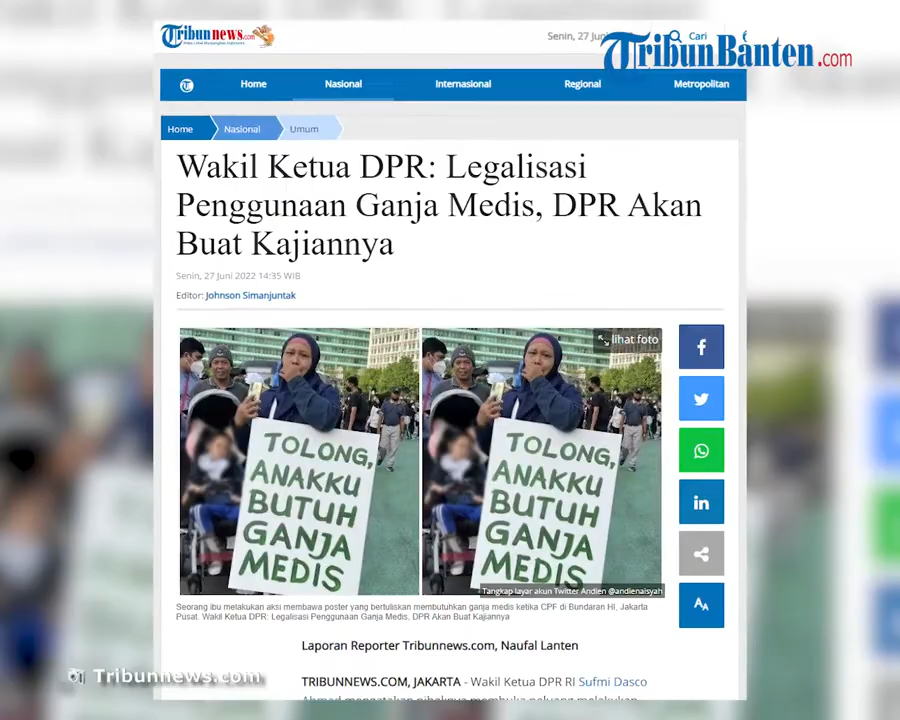 Tribunnews.com
Senin, 27 Juni
Cari
TribunBanten.com
Home
Nasional
Internasional
Regional
Metropolitan
Home
Nasional
Umum
Wakil Ketua DPR: Legalisasi
Penggunaan Ganja Medis, DPR Akan
Buat Kajiannya
Senin, 27 Juni 2022 14:35 WIB
Editor: Johnson Simanjuntak
lihat foto
TOLONG,
ANAKKU
BUTUH
GANJA
MEDIS
TOLONG,
ANAKKU
BUTUH
GANJA
MEDIS
Tangkap layar akun Twitter Andien @andienaisyah
Seorang ibu melakukan aksi membawa poster yang bertuliskan membutuhkan ganja medis ketika CPF di Bundaran HI, Jakarta
Pusat. Wakil Ketua DPR: Legalisasi Penggunaan Ganja Medis, DPR Akan Buat Kajiannya
Laporan Reporter Tribunnews.com, Naufal Lanten
TRIBUNNEWS.COM, JAKARTA - Wakil Ketua DPR RI Sufmi Dasco
Tribunnews.com